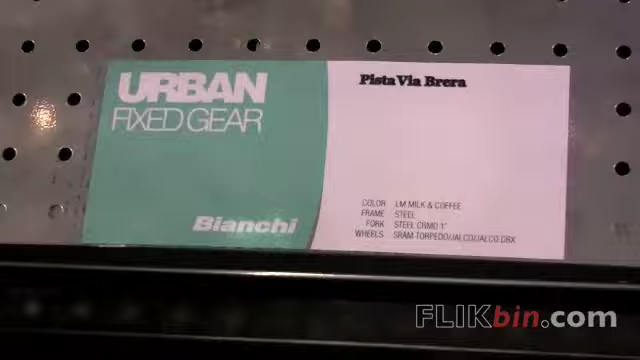 URBAN
FIXED GEAR
Bianchi
Pista Via Brera
COLOR LM MILK & COFFEE
FRAME STEEL
FORK STEEL CRMO 1"
WHEELS SRAM TORPEDO/JALCO/JALCO DBX
FLIKbin.com